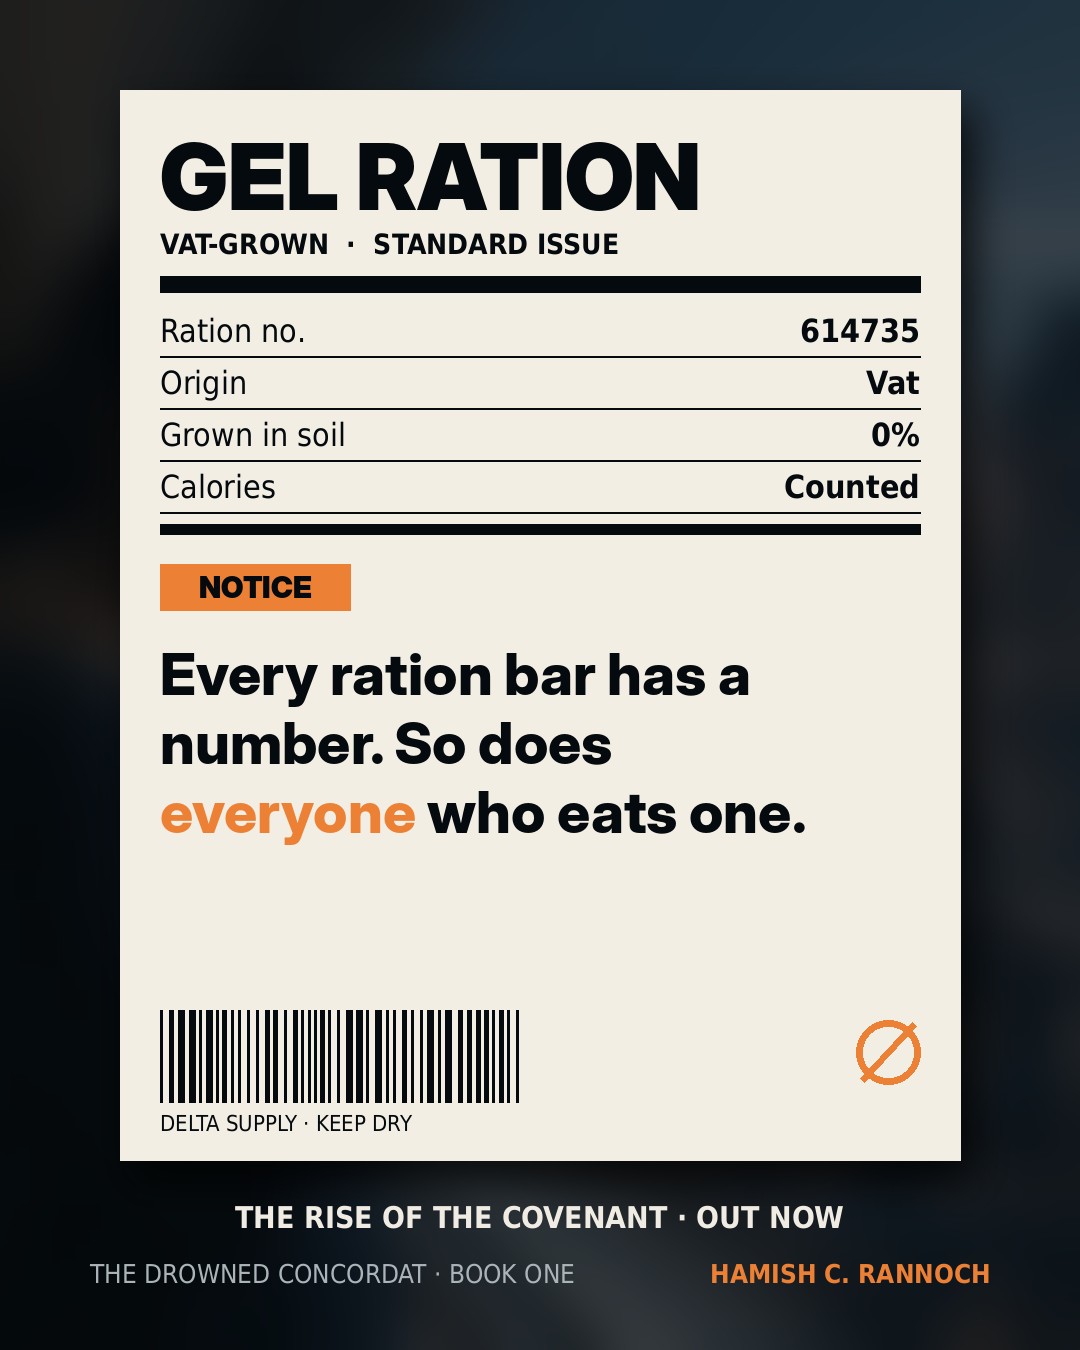 GEL RATION
VAT-GROWN · STANDARD ISSUE
Ration no. 614735
Origin Vat
Grown in soil 0%
Calories Counted
NOTICE
Every ration bar has a
number. So does
everyone who eats one.
DELTA SUPPLY · KEEP DRY
THE RISE OF THE COVENANT · OUT NOW
THE DROWNED CONCORDAT · BOOK ONE HAMISH C. RANNOCH